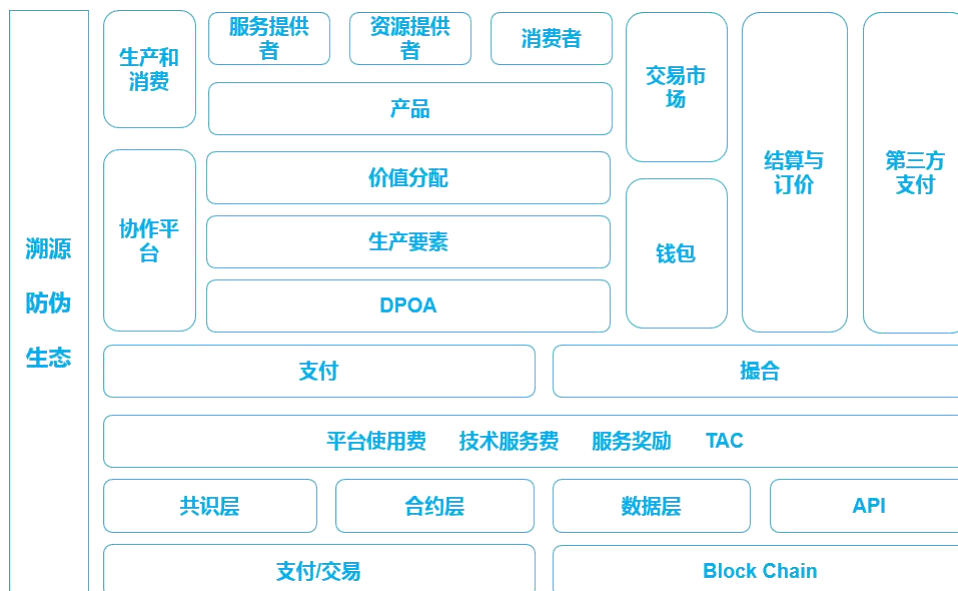 溯源
防伪
生态
生产和
消费
服务提供
者
资源提供
者
消费者
产品
交易市
场
结算与
订价
第三方
支付
协作平
台
价值分配
生产要素
DPOA
钱包
支付
撮合
平台使用费 技术服务费 服务奖励 TAC
共识层
合约层
数据层
API
支付/交易
Block Chain